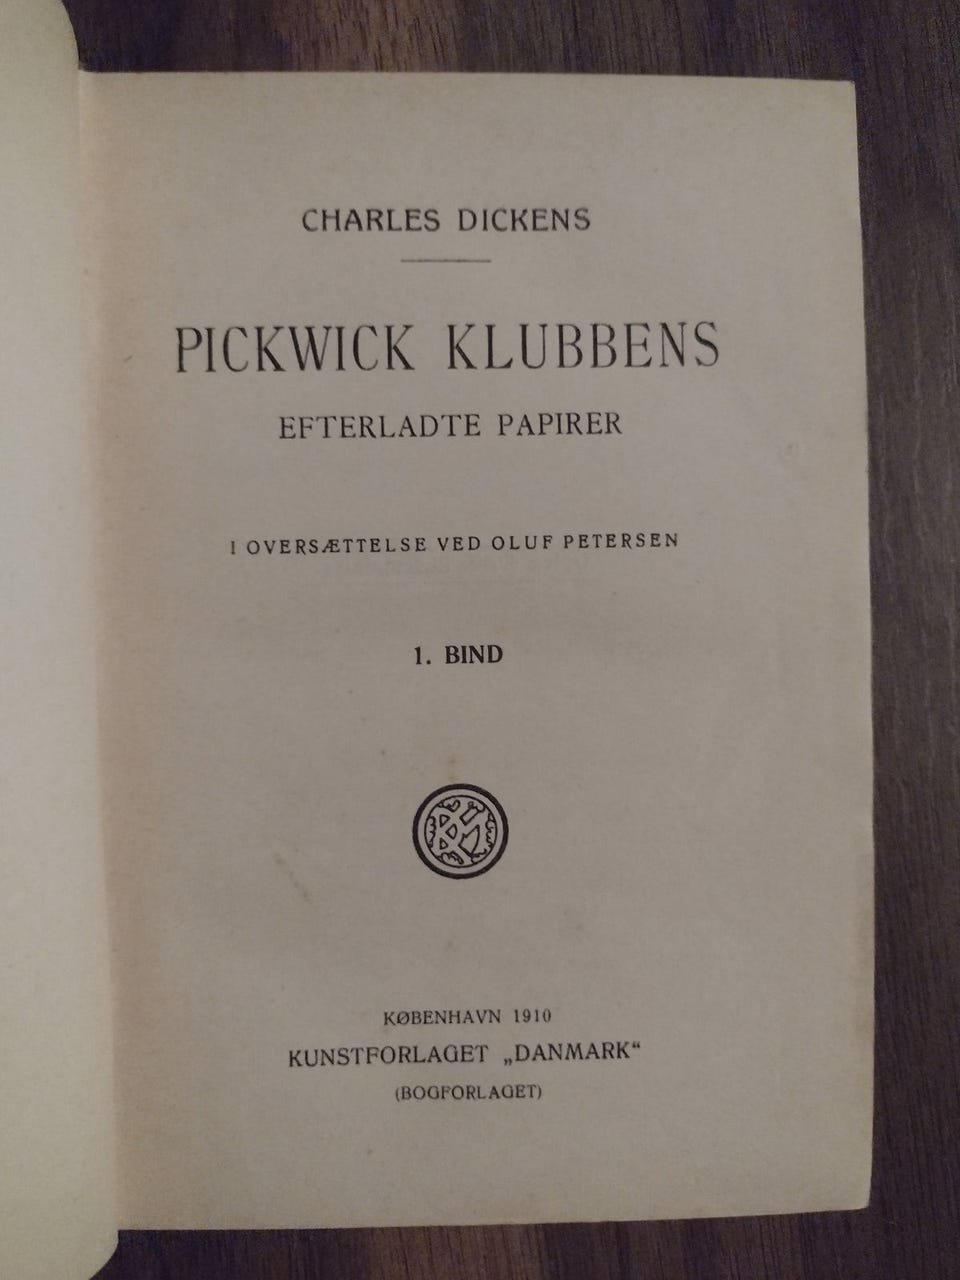 CHARLES DICKENS
PICKWICK KLUBBENS
EFTERLADTE PAPIRER
I OVERSÆTTELSE VED OLUF PETERSEN
1. BIND
KØBENHAVN 1910
KUNSTFORLAGET „DANMARK“
(BOGFORLAGET)